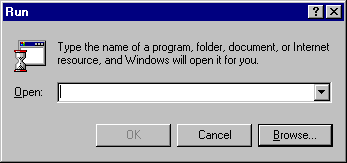 Run
Type the name of a program, folder, document, or Internet
resource, and Windows will open it for you.
Open:
OK Cancel Browse...